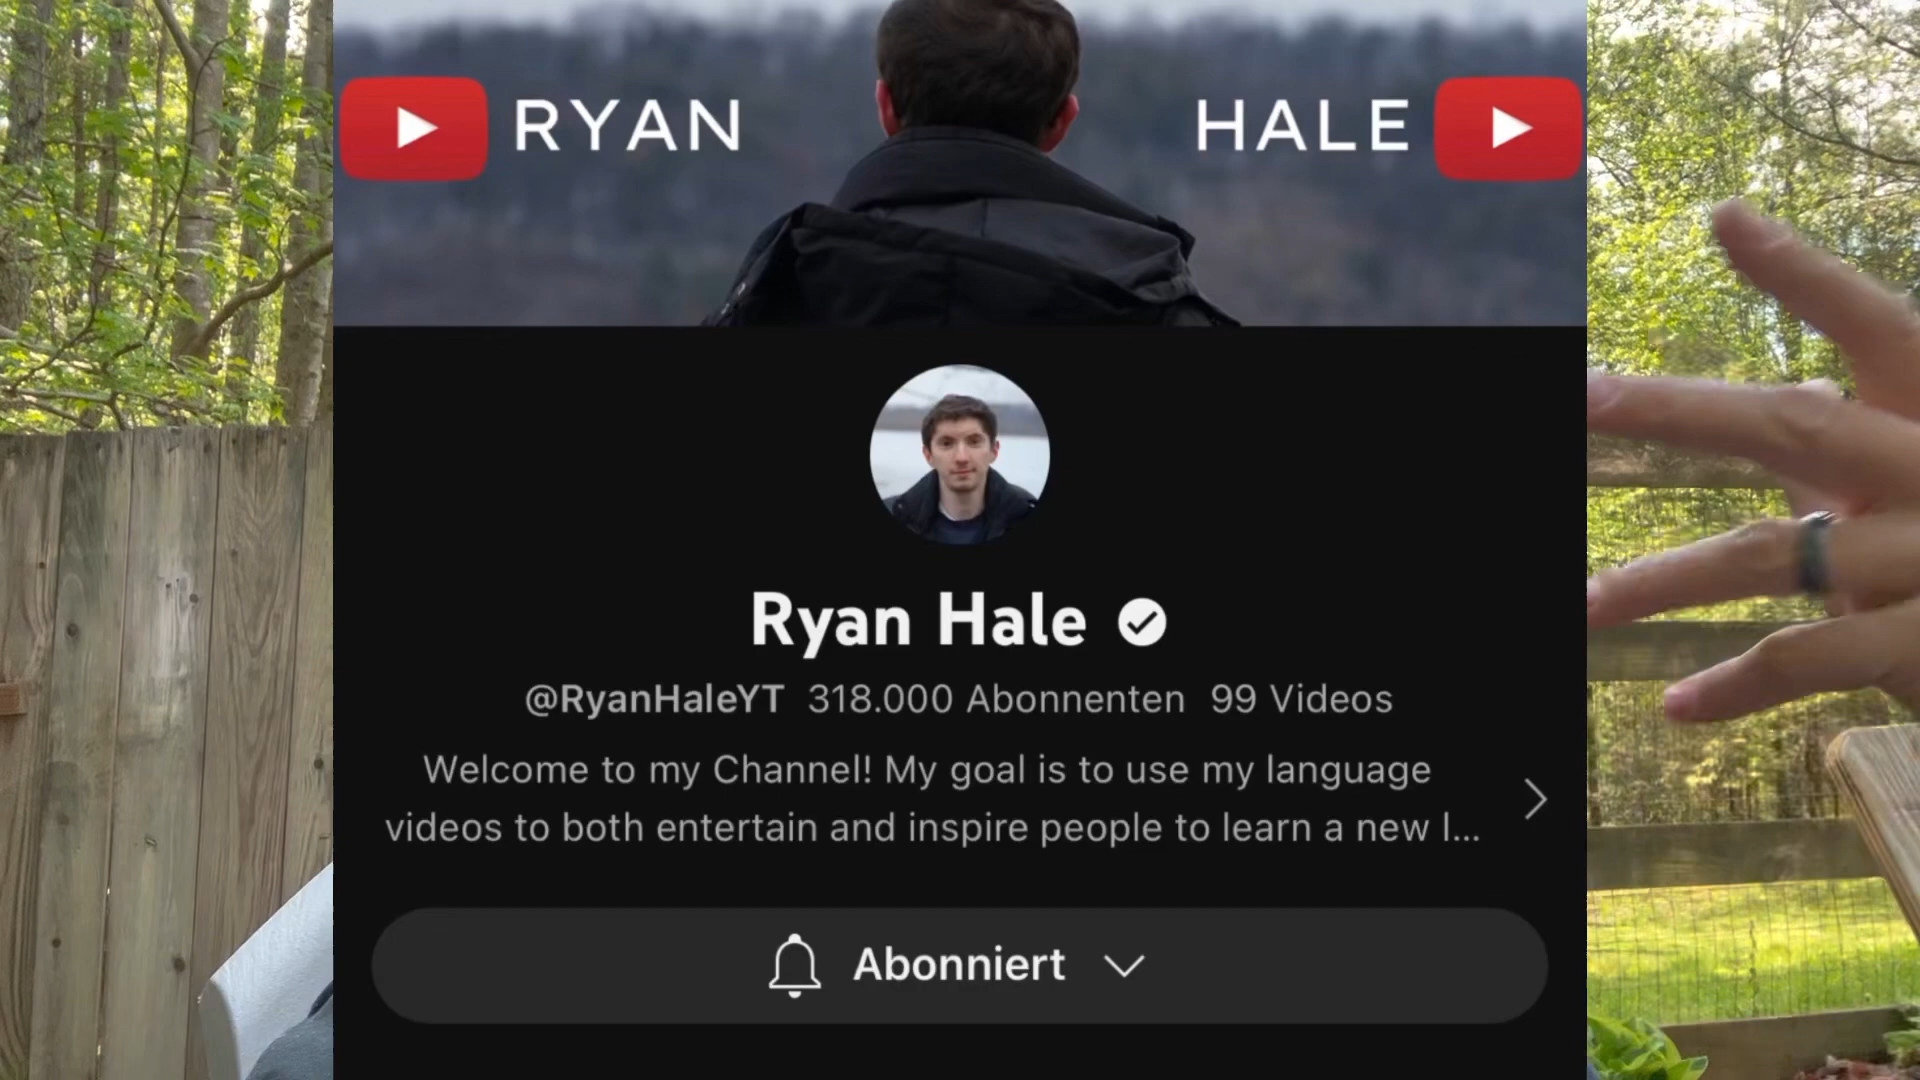 RYAN HALE
Ryan Hale
@RyanHaleYT 318.000 Abonnenten 99 Videos
Welcome to my Channel! My goal is to use my language
videos to both entertain and inspire people to learn a new l...
Abonniert